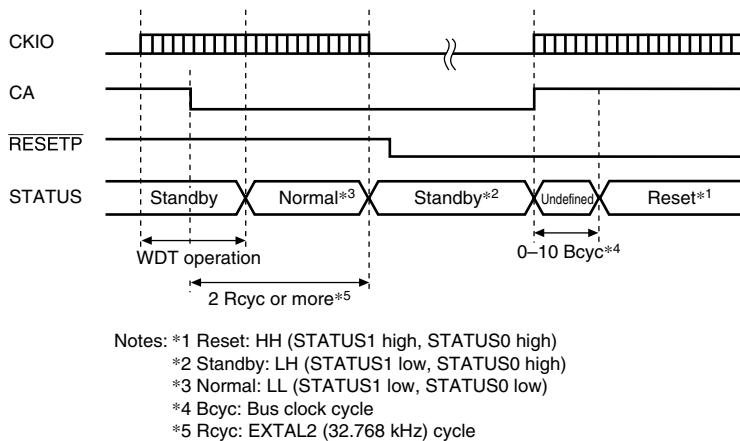 CKIO
CA
RESETP
STATUS Standby Normal*3 Standby*2 Undefined Reset*1
WDT operation 0–10 Bcyc*4
2 Rcyc or more*5
Notes: *1 Reset: HH (STATUS1 high, STATUS0 high)
*2 Standby: LH (STATUS1 low, STATUS0 high)
*3 Normal: LL (STATUS1 low, STATUS0 low)
*4 Bcyc: Bus clock cycle
*5 Rcyc: EXTAL2 (32.768 kHz) cycle